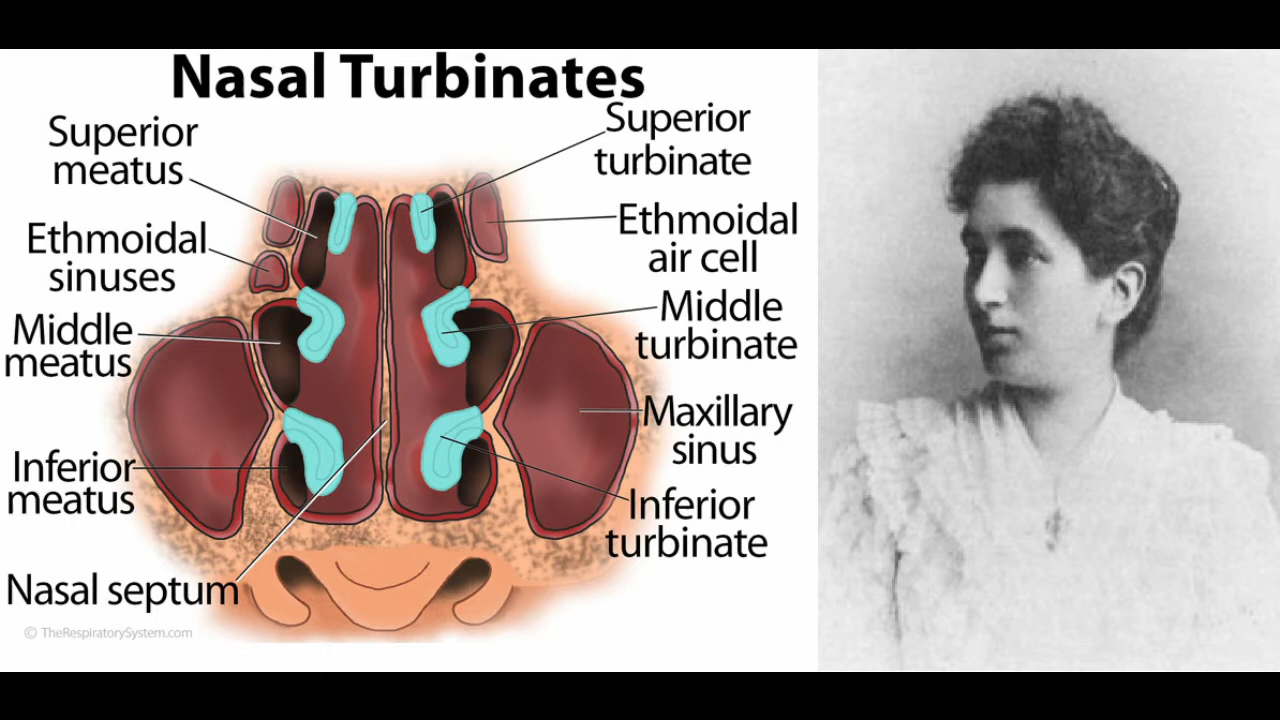 Nasal Turbinates
Superior
meatus
Ethmoidal
sinuses
Middle
meatus
Inferior
meatus
Nasal septum
Superior
turbinate
Ethmoidal
air cell
Middle
turbinate
Maxillary
sinus
Inferior
turbinate
© TheRespiratorySystem.com